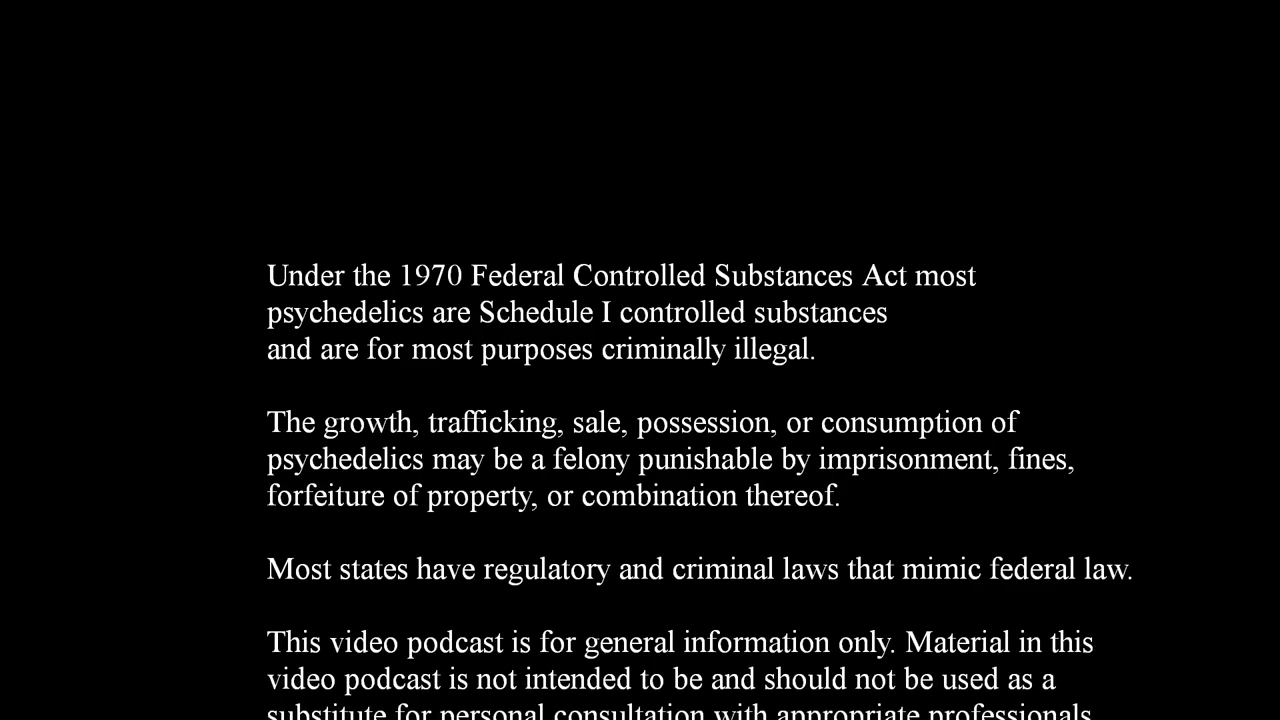 Under the 1970 Federal Controlled Substances Act most
psychedelics are Schedule I controlled substances
and are for most purposes criminally illegal.
The growth, trafficking, sale, possession, or consumption of
psychedelics may be a felony punishable by imprisonment, fines,
forfeiture of property, or combination thereof.
Most states have regulatory and criminal laws that mimic federal law.
This video podcast is for general information only. Material in this
video podcast is not intended to be and should not be used as a
substitute for personal consultation with appropriate professionals